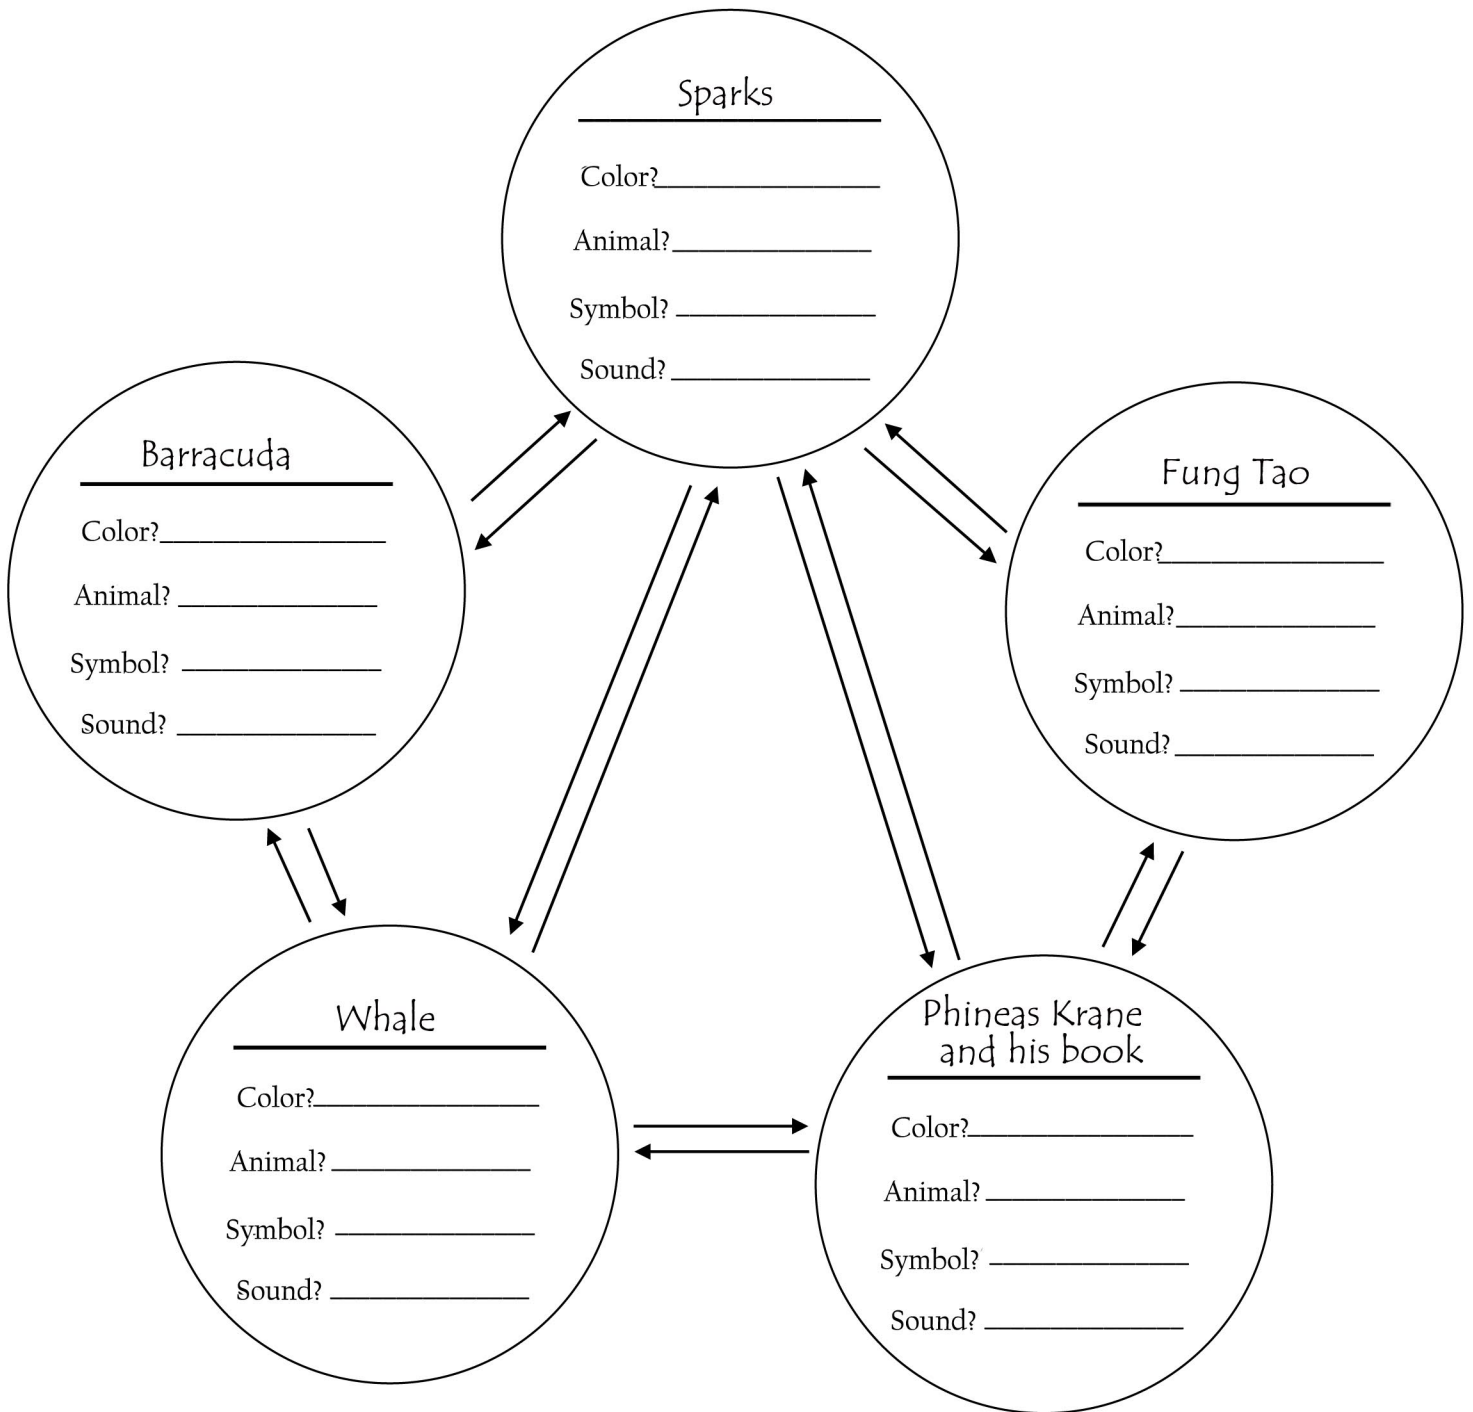 Sparks
Color?
Animal?
Symbol?
Sound?
Barracuda
Color?
Animal?
Symbol?
Sound?
Fung Tao
Color?
Animal?
Symbol?
Sound?
Whale
Color?
Animal?
Symbol?
Sound?
Phineas Krane
and his book
Color?
Animal?
Symbol?
Sound?